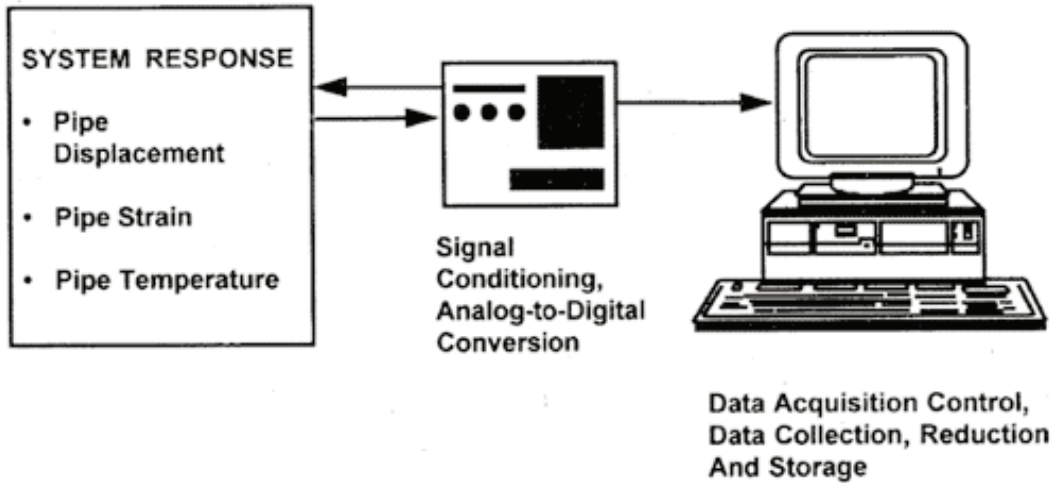 SYSTEM RESPONSE
• Pipe
Displacement
• Pipe Strain
• Pipe Temperature
Signal
Conditioning,
Analog-to-Digital
Conversion
Data Acquisition Control,
Data Collection, Reduction
And Storage